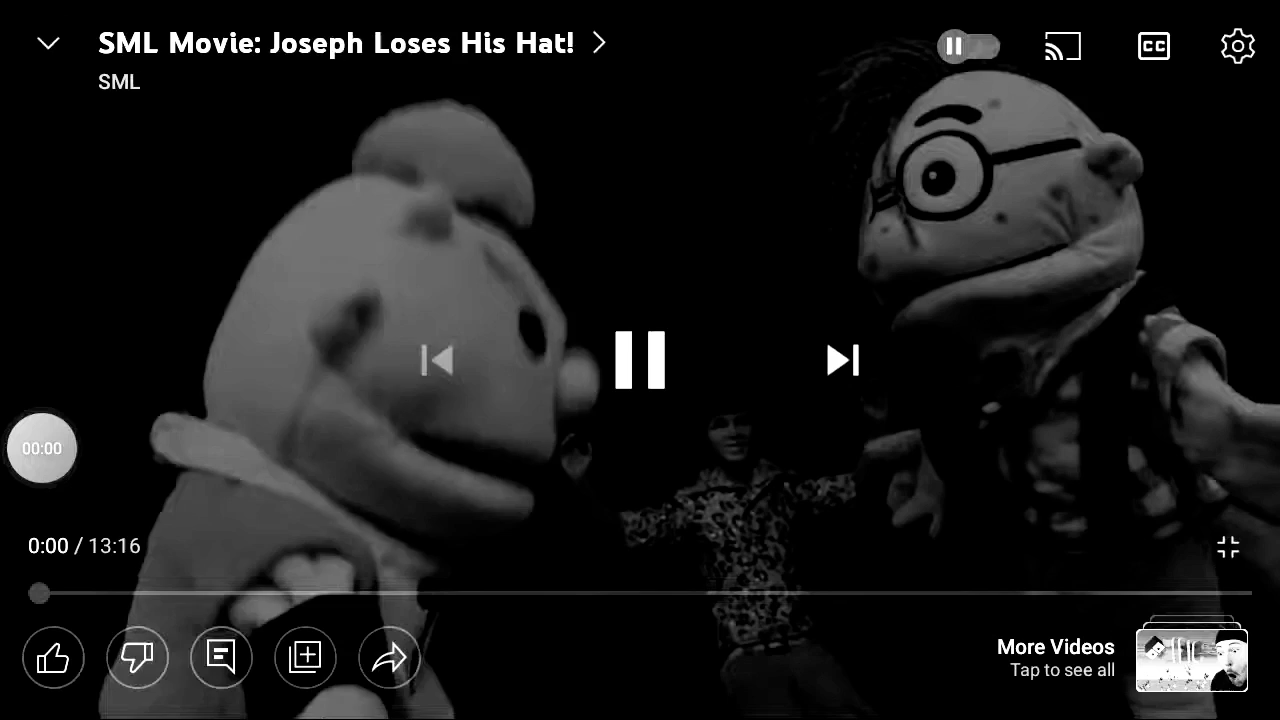 SML Movie: Joseph Loses His Hat!
SML
CC
00:00
0:00 / 13:16
More Videos
Tap to see all